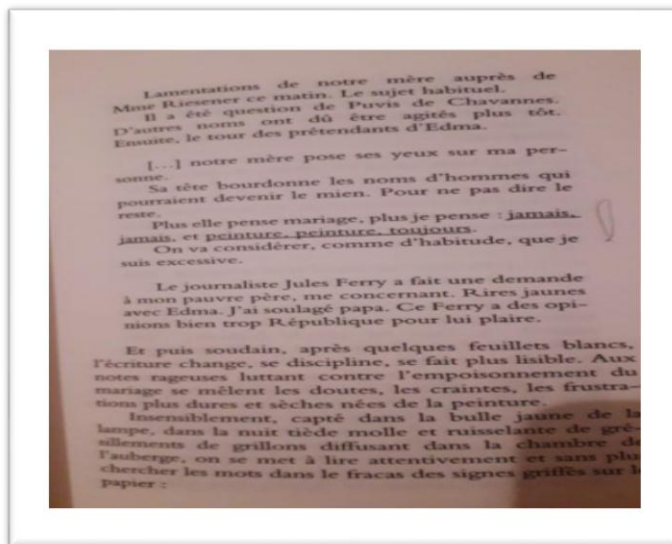 Lamentations de notre mère auprès de
Mme Riesener ce matin. Le sujet habituel.
Il a été question de Puvis de Chavannes.
D'autres noms ont dû être agités plus tôt.
Ensuite, le tour des prétendants d'Edma.
[...] notre mère pose ses yeux sur ma per-
sonne.
Sa tête bourdonne les noms d'hommes qui
pourraient devenir le mien. Pour ne pas dire le
reste.
Plus elle pense mariage, plus je pense : jamais,
jamais, et peinture, peinture, toujours.
On va considérer, comme d'habitude, que je
suis excessive.
Le journaliste Jules Ferry a fait une demande
à mon pauvre père, me concernant. Rires jaunes
avec Edma. J'ai soulagé papa. Ce Ferry a des opi-
nions bien trop République pour lui plaire.
Et puis soudain, après quelques feuillets blancs,
l'écriture change, se discipline, se fait plus lisible. Aux
notes rageuses luttant contre l'empoisonnement du
mariage se mêlent les doutes, les craintes, les frustra-
tions plus dures et sèches nées de la peinture.
Insensiblement, capté dans la bulle jaune de la
lampe, dans la nuit tiède molle et ruisselante de gré-
sillements de grillons diffusant dans la chambre de
l'auberge, on se met à lire attentivement et sans plu
chercher les mots dans le fracas des signes griffés sur l
papier :